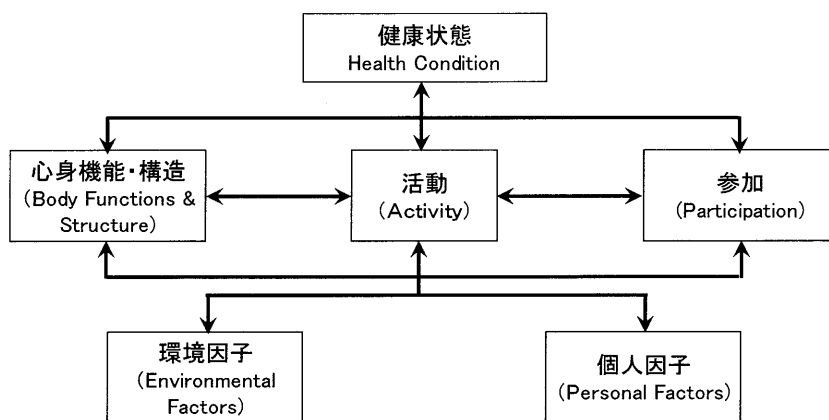 健康状態
Health Condition
心身機能・構造
(Body Functions &
Structure)
活動
(Activity)
参加
(Participation)
環境因子
(Environmental
Factors)
個人因子
(Personal Factors)